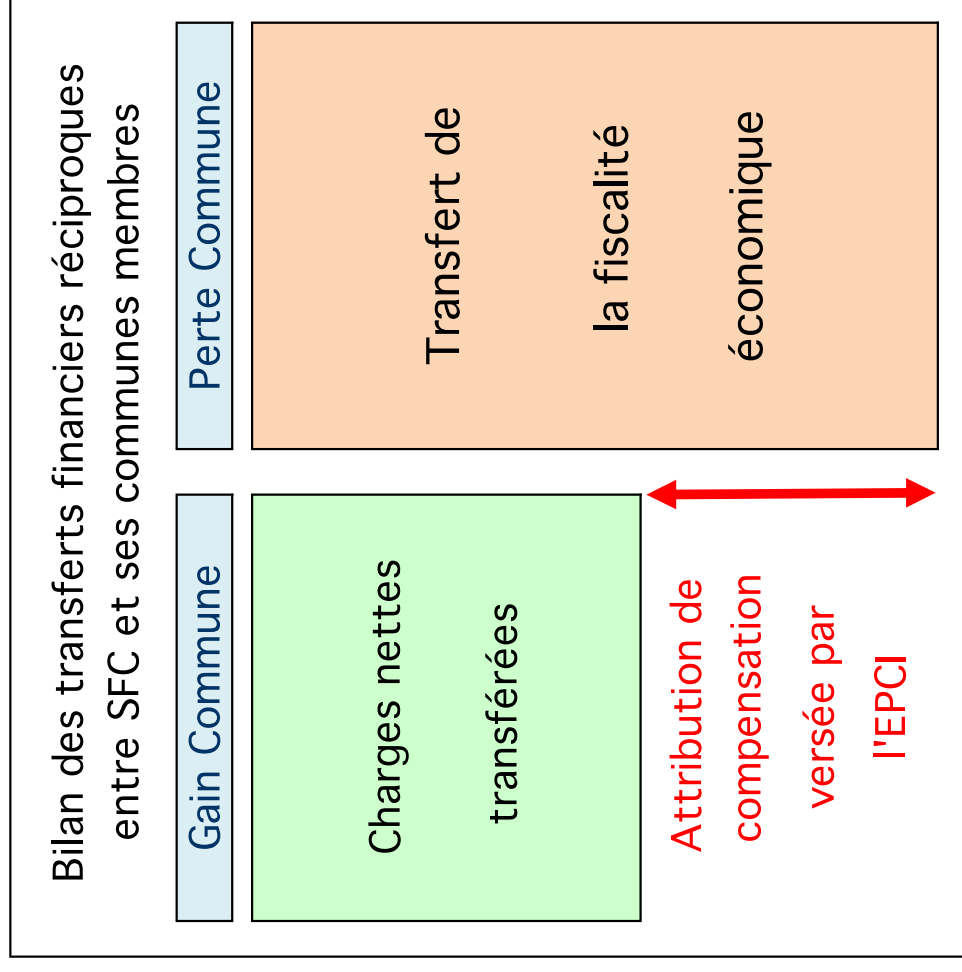 Bilan des transferts financiers réciproques
entre SFC et ses communes membres
Gain Commune
Perte Commune
Charges nettes
transférées
Transfert de
la fiscalité
économique
Attribution de
compensation
versée par
l'EPCI